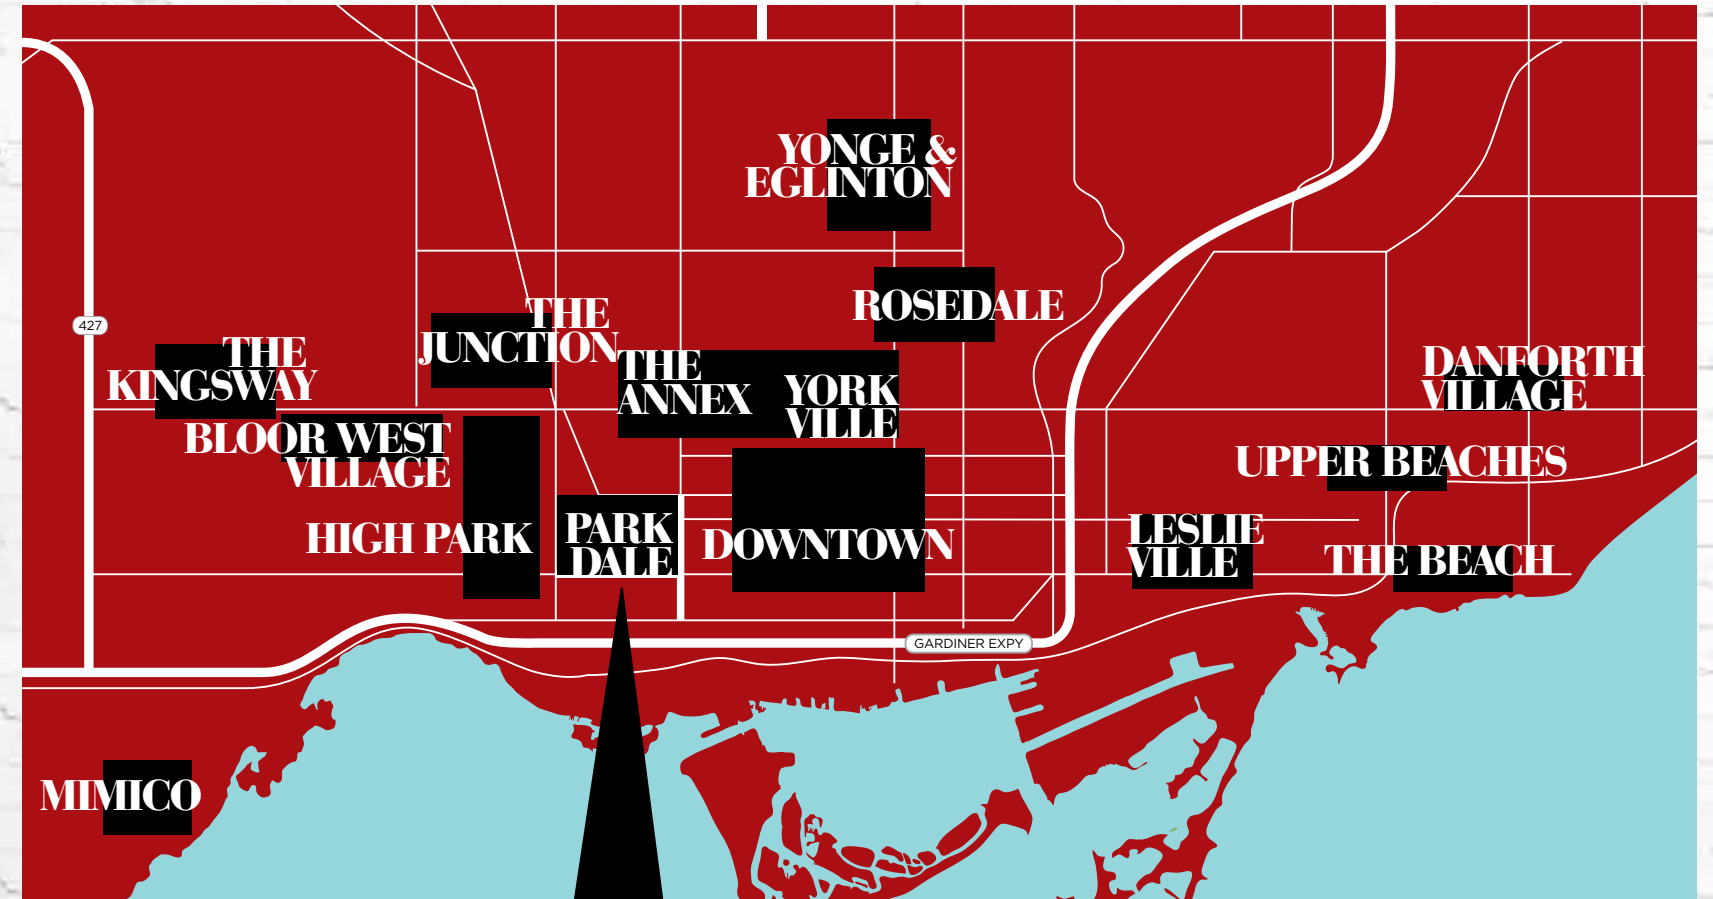 YONGE &
EGLINTON
ROSEDALE
THE
JUNCTION
427
THE
KINGSWAY
THE
ANNEX
YORK
VILLE
DANFORTH
VILLAGE
BLOOR WEST
VILLAGE
UPPER BEACHES
HIGH PARK
PARK
DALE
DOWNTOWN
LESLIE
VILLE
THE BEACH
GARDINER EXPY
MIMICO